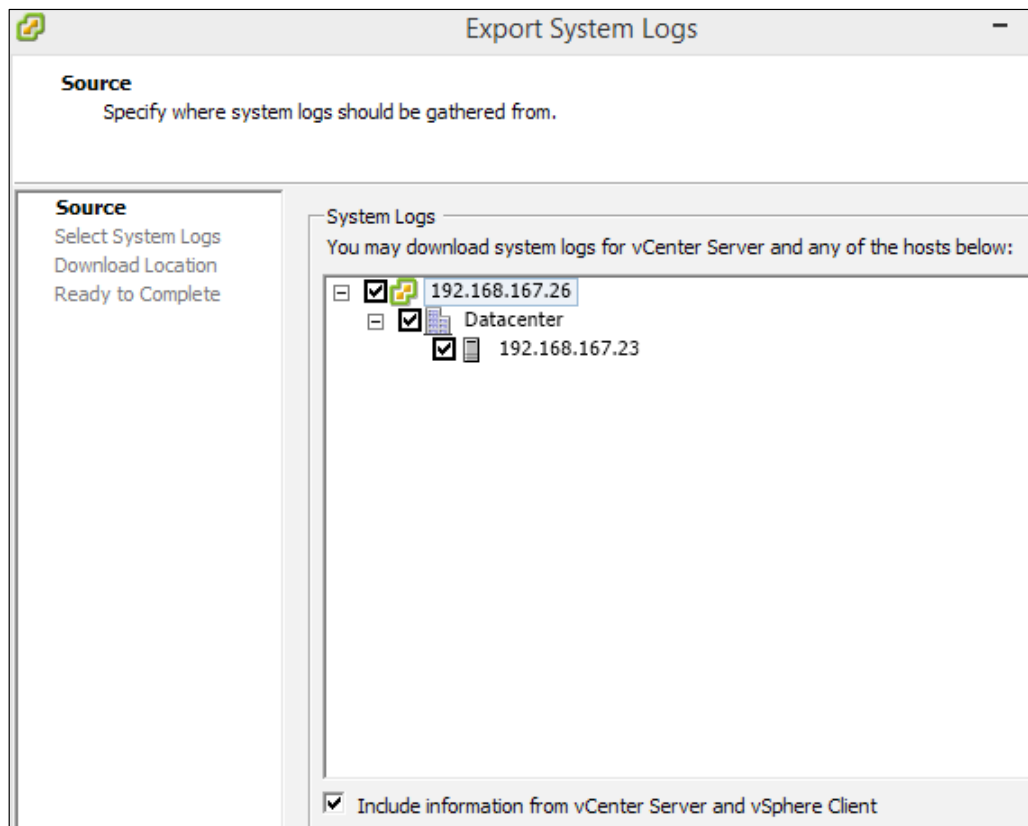 Export System Logs
Source
Specify where system logs should be gathered from.
Source
Select System Logs
Download Location
Ready to Complete
System Logs
You may download system logs for vCenter Server and any of the hosts below:
192.168.167.26
Datacenter
192.168.167.23
Include information from vCenter Server and vSphere Client